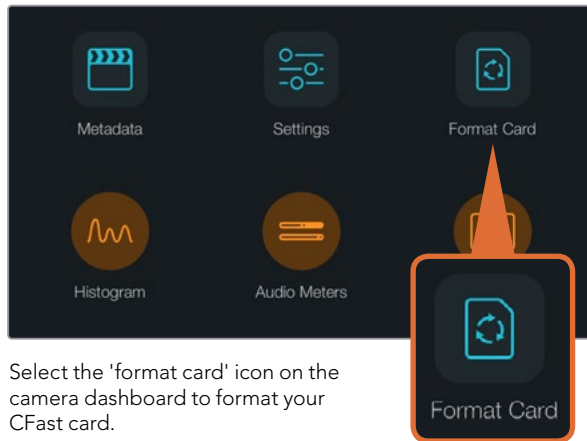 Metadata
Settings
Format Card
Histogram
Audio Meters
Format Card
Select the 'format card' icon on the
camera dashboard to format your
CFast card.